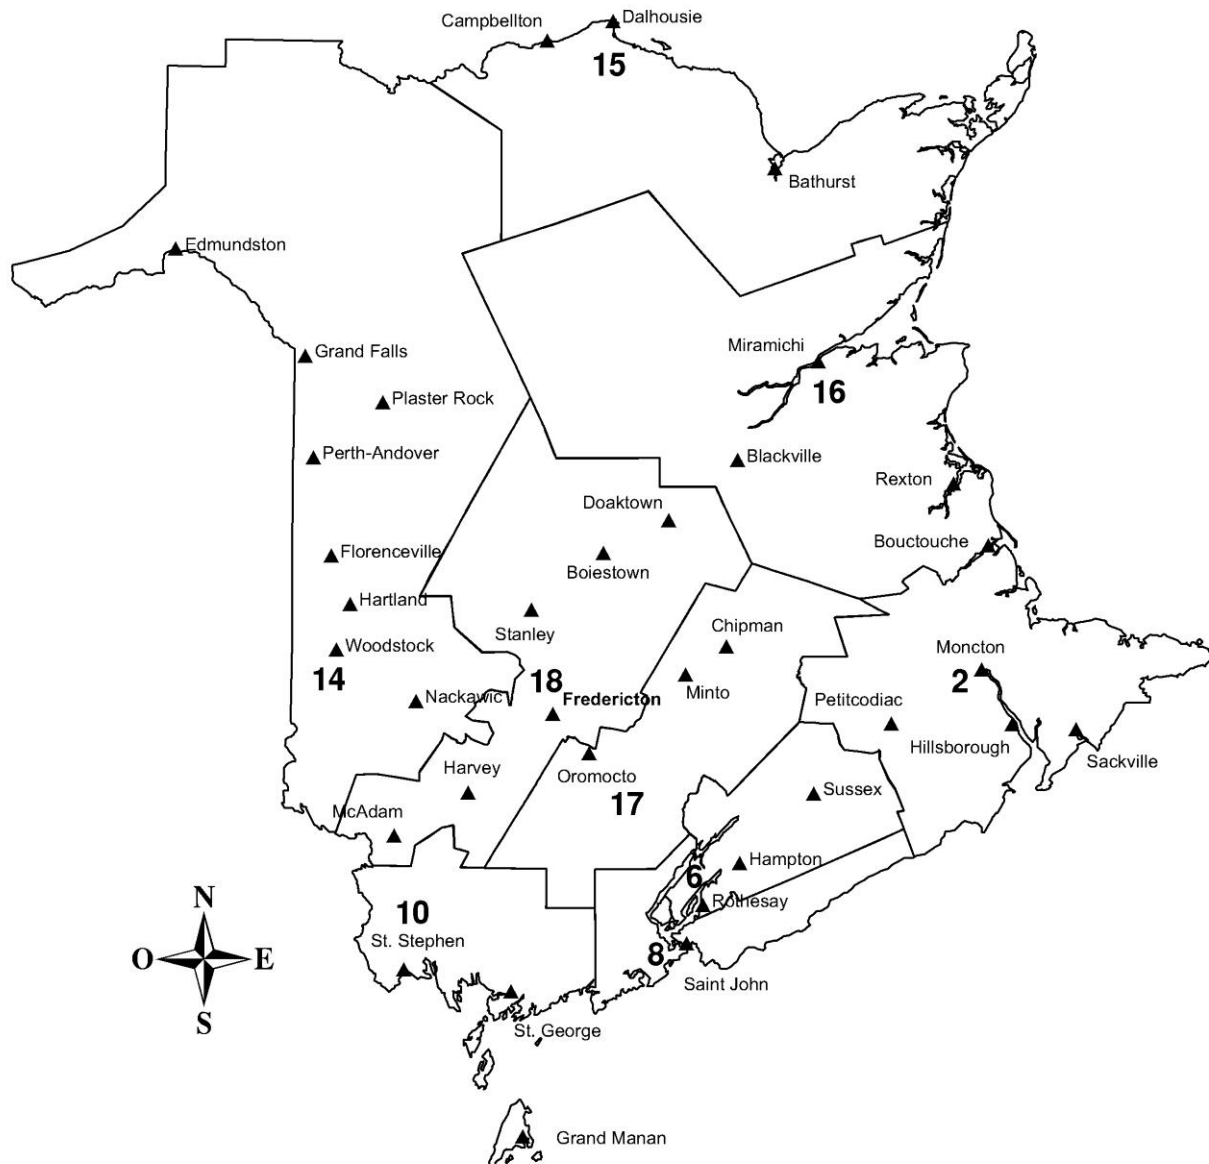 Campbellton
Dalhousie
15
Bathurst
Edmundston
Miramichi
Grand Falls
16
Plaster Rock
Perth-Andover
Blackville
Rexton
Doaktown
Bouctouche
Florenceville
Boiestown
Hartland
Stanley
Chipman
Woodstock
Moncton
14
18
2
Minto
Nackawic
Fredericton
Petitcodiac
Hillsborough
Oromocto
Sackville
Harvey
Sussex
17
McAdam
Hampton
6
Rothesay
N
10
St. Stephen
8
O
E
Saint John
S
St. George
Grand Manan